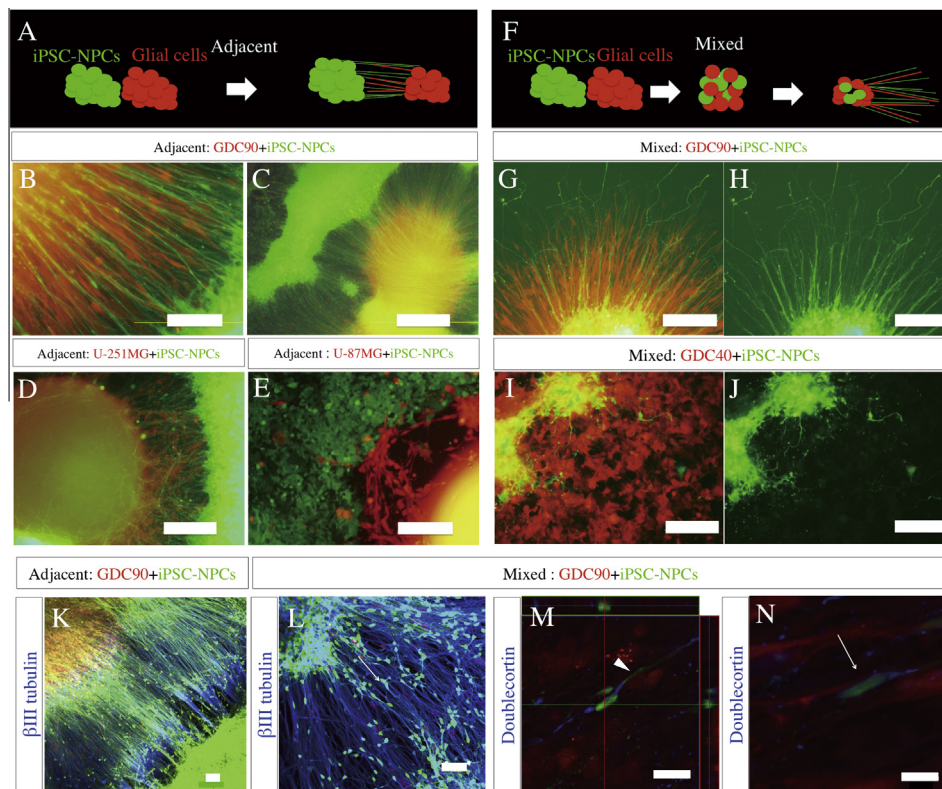 A
iPSC-NPCs Glial cells Adjacent
F
iPSC-NPCs Glial cells Mixed
Adjacent: GDC90+iPSC-NPCs
Mixed: GDC90+iPSC-NPCs
B
C
G
H
Adjacent: U-251MG+iPSC-NPCs
Adjacent : U-87MG+iPSC-NPCs
Mixed: GDC40+iPSC-NPCs
D
E
I
J
Adjacent: GDC90+iPSC-NPCs
Mixed : GDC90+iPSC-NPCs
βIII tubulin
K
βIII tubulin
L
Doublecortin
M
Doublecortin
N